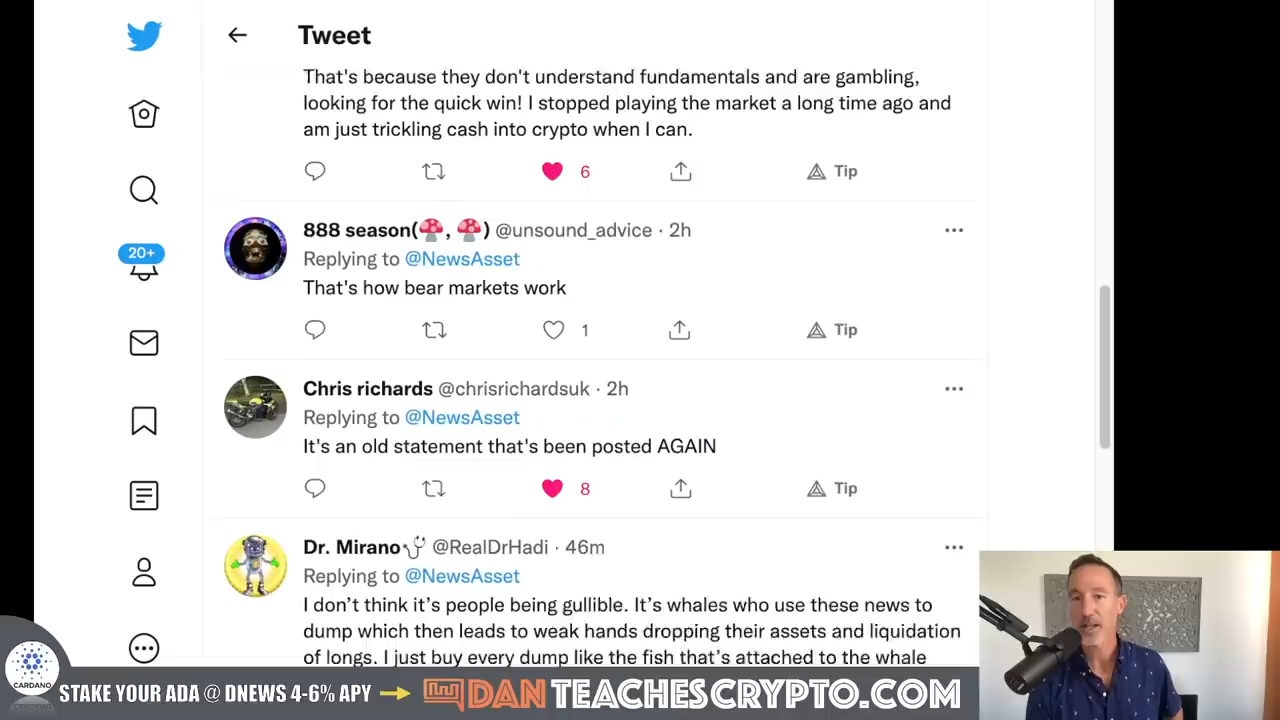 Tweet
That's because they don't understand fundamentals and are gambling,
looking for the quick win! I stopped playing the market a long time ago and
am just trickling cash into crypto when I can.
6 Tip
888 season(🍄, 🍄) @unsound_advice · 2h
Replying to @NewsAsset
That's how bear markets work
1 Tip
20+
Chris richards @chrisrichardsuk · 2h
Replying to @NewsAsset
It's an old statement that's been posted AGAIN
8 Tip
Dr. Mirano🩺 @RealDrHadi · 46m
Replying to @NewsAsset
I don't think it's people being gullible. It's whales who use these news to
dump which then leads to weak hands dropping their assets and liquidation
of longs. I just buy every dump like the fish that's attached to the whale
CARDANO
STAKE YOUR ADA @ DNEWS 4-6% APY → DAN TEACHESCRYPTO.COM